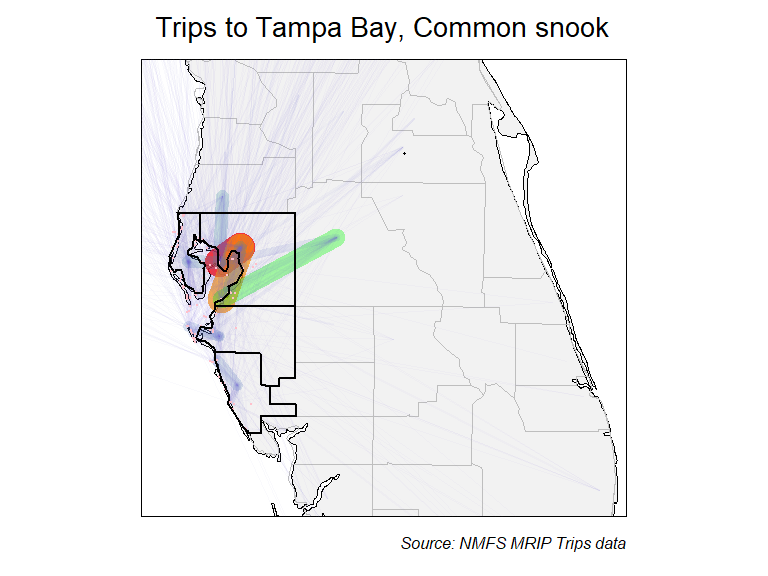 Trips to Tampa Bay, Common snook
Source: NMFS MRIP Trips data